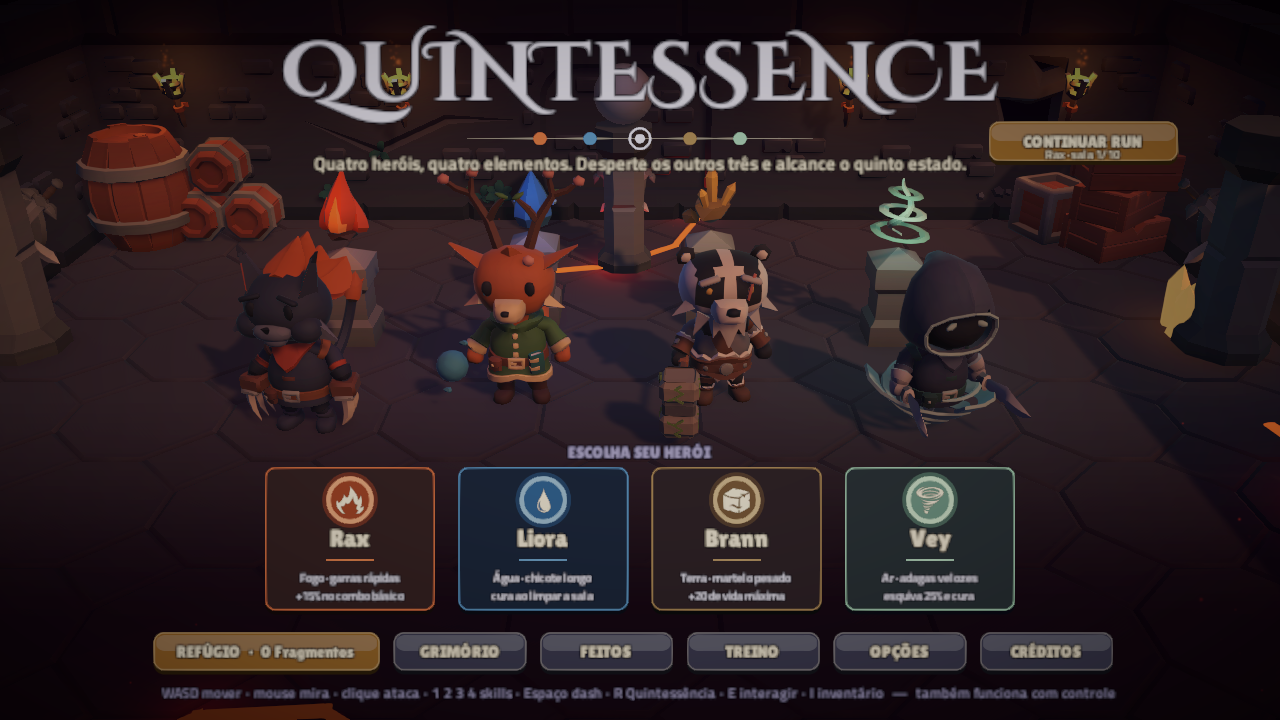 QUINTESSENCE
Quatro heróis, quatro elementos. Desperte os outros três e alcance o quinto estado.
CONTINUAR RUN
Rax · sala 1/10
ESCOLHA SEU HERÓI
Rax
Fogo · garras rápidas
+15% no combo básico
Liora
Água · chicote longo
cura ao limpar a sala
Brann
Terra · martelo pesado
+20 de vida máxima
Vey
Ar · adagas velozes
esquiva 25% e cura
REFÚGIO · 0 Fragmentos
GRIMÓRIO
FEITOS
TREINO
OPÇÕES
CRÉDITOS
WASD mover · mouse mira · clique ataca · 1 2 3 4 skills · Espaço dash · R Quintessência · E interagir · I inventário — também funciona com controle